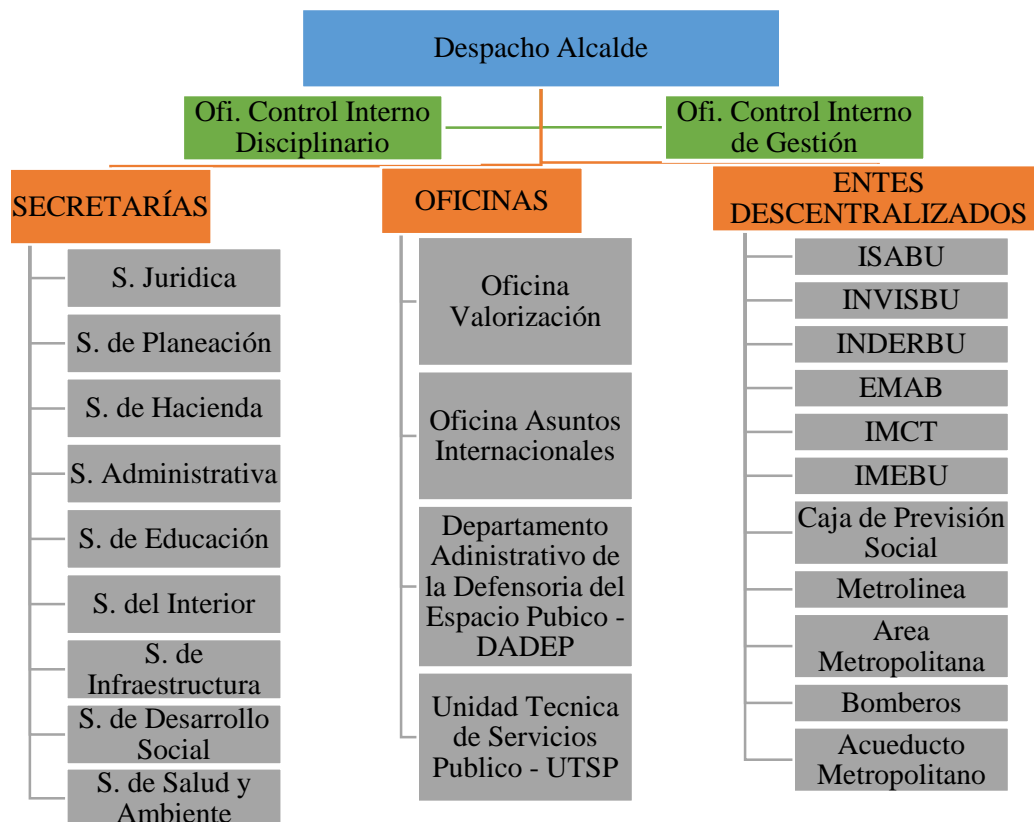 Despacho Alcalde
Ofi. Control Interno
Disciplinario
Ofi. Control Interno
de Gestión
SECRETARÍAS
S. Juridica
S. de Planeación
S. de Hacienda
S. Administrativa
S. de Educación
S. del Interior
S. de
Infraestructura
S. de Desarrollo
Social
S. de Salud y
Ambiente
OFICINAS
Oficina
Valorización
Oficina Asuntos
Internacionales
Departamento
Adinistrativo de
la Defensoria del
Espacio Pubico -
DADEP
Unidad Tecnica
de Servicios
Publico - UTSP
ENTES
DESCENTRALIZADOS
ISABU
INVISBU
INDERBU
EMAB
IMCT
IMEBU
Caja de Previsión
Social
Metrolinea
Area
Metropolitana
Bomberos
Acueducto
Metropolitano